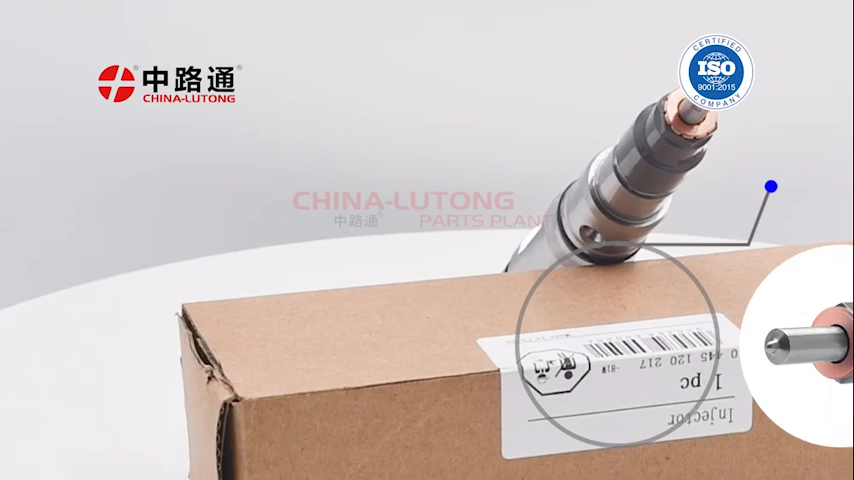 中路通®
CHINA-LUTONG
CERTIFIED
ISO
9001:2015
COMPANY
CHINA-LUTONG
中路通® PARTS PLANT
0 445 120 217 -81W
1 pc
Injector